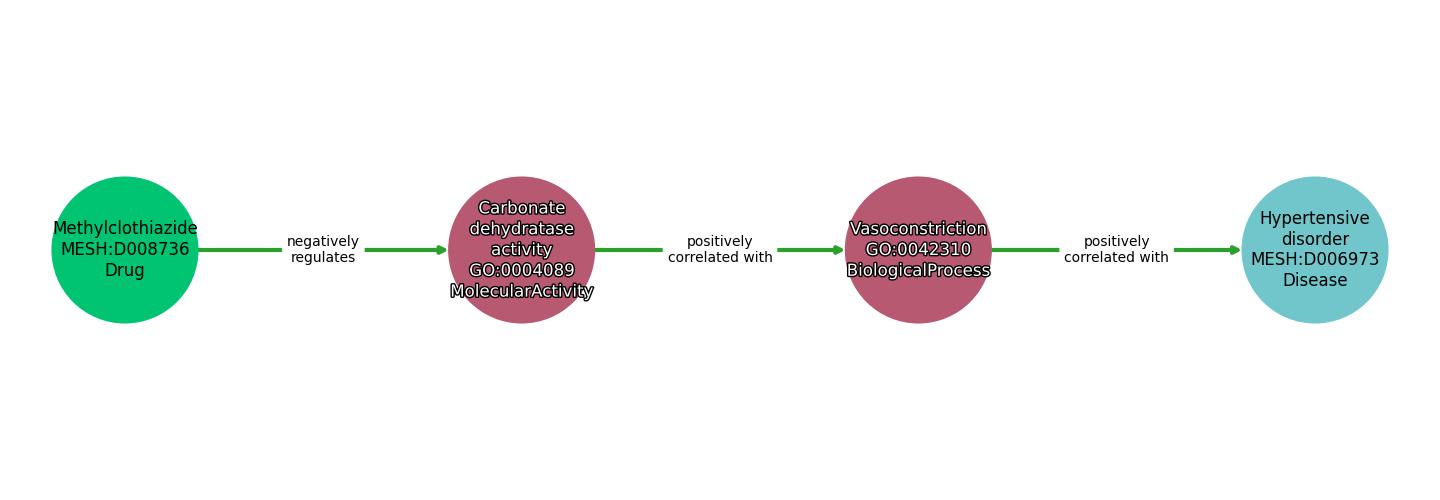 Methylclothiazide
MESH:D008736
Drug
negatively
regulates
Carbonate
dehydratase
activity
GO:0004089
MolecularActivity
positively
correlated with
Vasoconstriction
GO:0042310
BiologicalProcess
positively
correlated with
Hypertensive
disorder
MESH:D006973
Disease